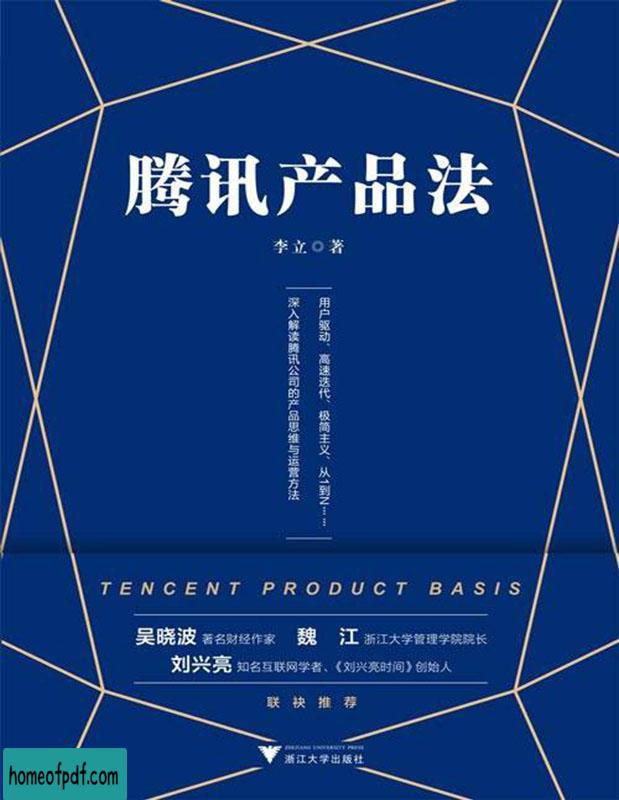 腾讯产品法
李立 著
用户驱动、高速迭代、极简主义、从1到N……
深入解读腾讯公司的产品思维与运营方法
TENCENT PRODUCT BASIS
吴晓波 著名财经作家 魏 江 浙江大学管理学院院长
刘兴亮 知名互联网学者、《刘兴亮时间》创始人
联袂推荐
ZHEJIANG UNIVERSITY PRESS
浙江大学出版社
homeofpdf.com